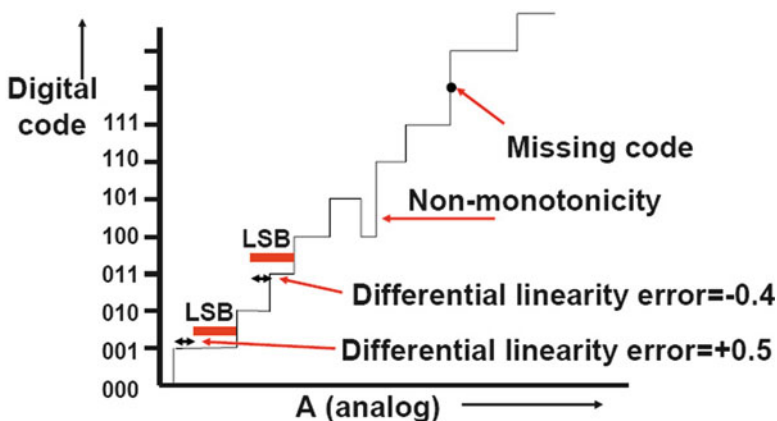 Digital
code
111
110
101
100
011
010
001
000
Missing code
Non-monotonicity
LSB
Differential linearity error=-0.4
LSB
Differential linearity error=+0.5
A (analog)